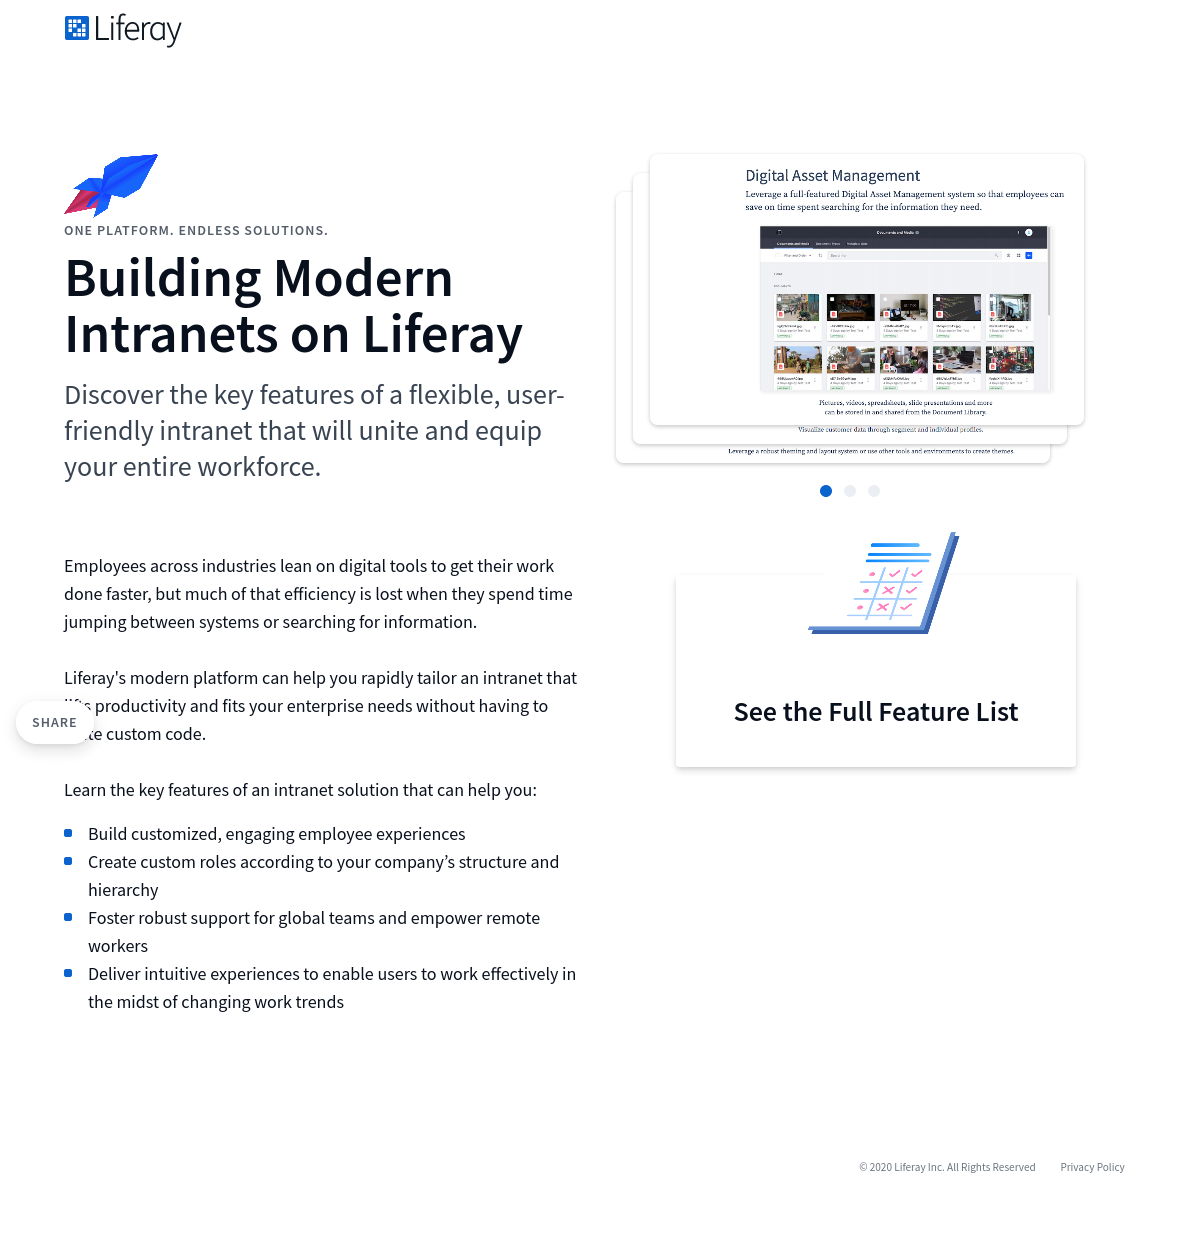 Liferay
ONE PLATFORM. ENDLESS SOLUTIONS.
Building Modern
Intranets on Liferay
Discover the key features of a flexible, user-
friendly intranet that will unite and equip
your entire workforce.
Digital Asset Management
Leverage a full-featured Digital Asset Management system so that employees can
save on time spent searching for the information they need.
Documents and Media
Pictures, videos, spreadsheets, slide presentations and more
can be stored in and shared from the Document Library.
Visualize customer data through segment and individual profiles.
Leverage a robust theming and layout system or use other tools and environments to create themes.
Employees across industries lean on digital tools to get their work
done faster, but much of that efficiency is lost when they spend time
jumping between systems or searching for information.
Liferay's modern platform can help you rapidly tailor an intranet that
productivity and fits your enterprise needs without having to
custom code.
SHARE
Learn the key features of an intranet solution that can help you:
Build customized, engaging employee experiences
Create custom roles according to your company’s structure and
hierarchy
Foster robust support for global teams and empower remote
workers
Deliver intuitive experiences to enable users to work effectively in
the midst of changing work trends
See the Full Feature List
© 2020 Liferay Inc. All Rights Reserved Privacy Policy